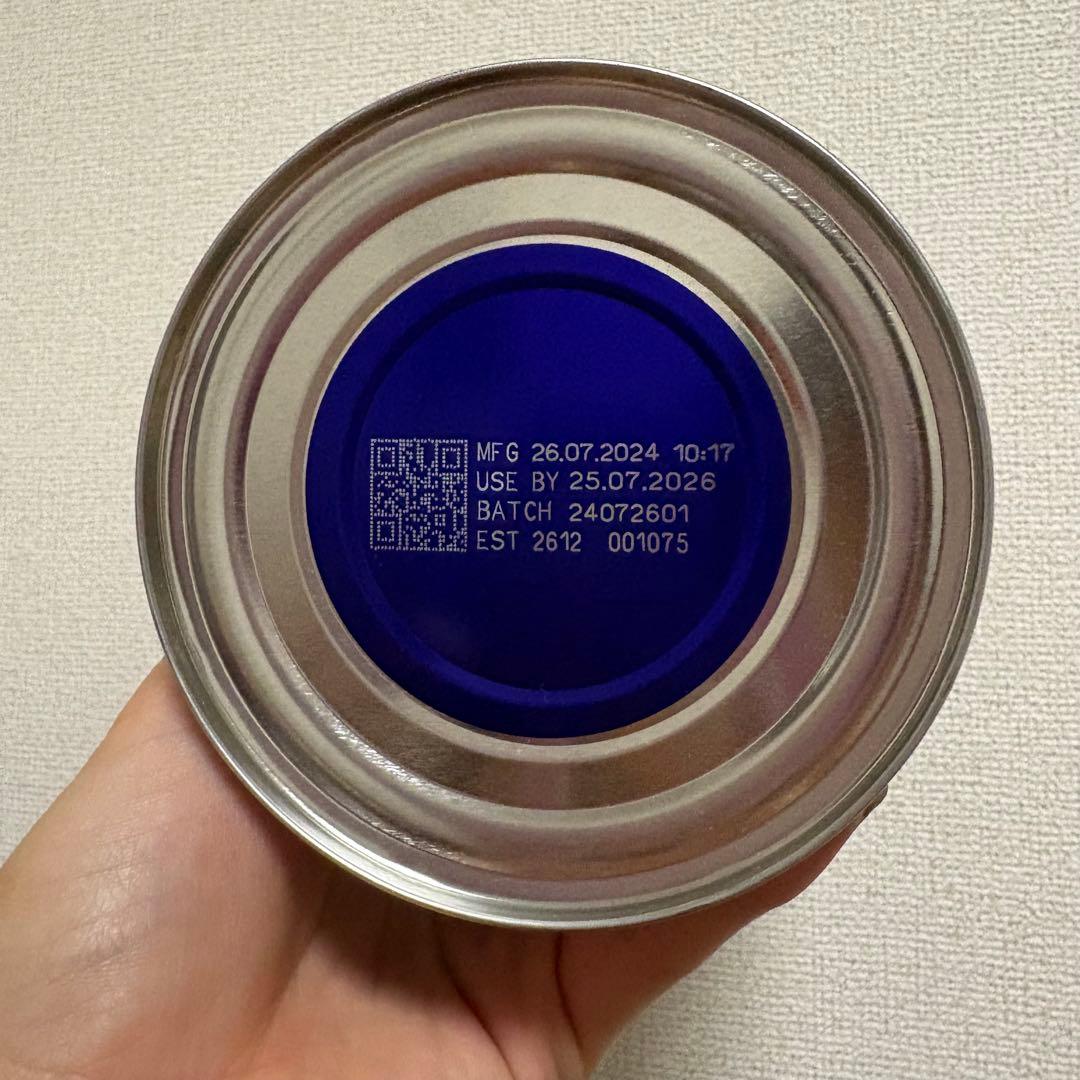 MFG 26.07.2024 10:17
USE BY 25.07.2026
BATCH 24072601
EST 2612 001075